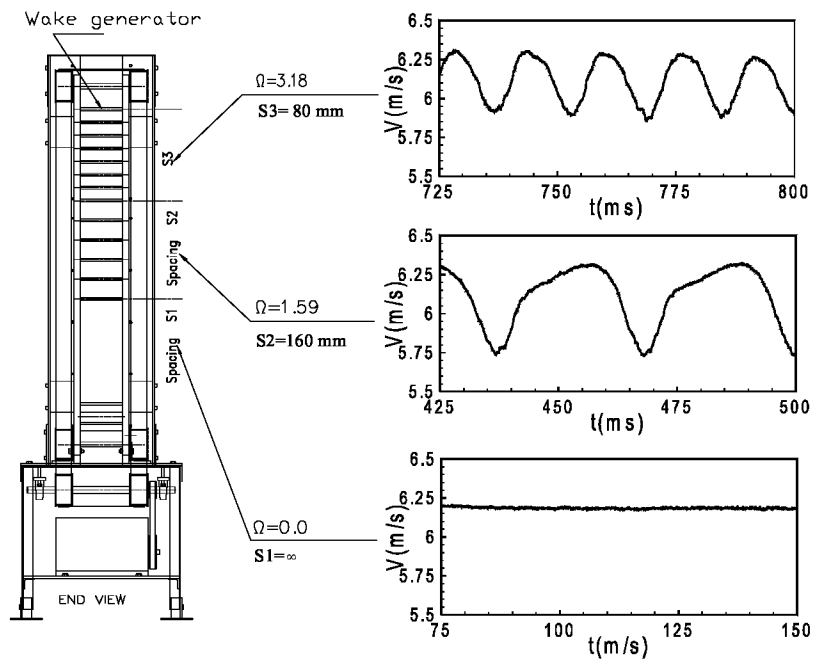 Wake generator
Ω=3.18
S3= 80 mm
S3
S2
Spacing
Ω=1.59
S2=160 mm
S1
Spacing
Ω=0.0
S1=∞
END VIEW
V(m/s)
6.5
6.25
6
5.75
5.5
725
750
775
800
t(ms)
V(m/s)
6.5
6.25
6
5.75
5.5
425
450
475
500
t(ms)
V(m/s)
6.5
6.25
6
5.75
5.5
75
100
125
150
t(m/s)